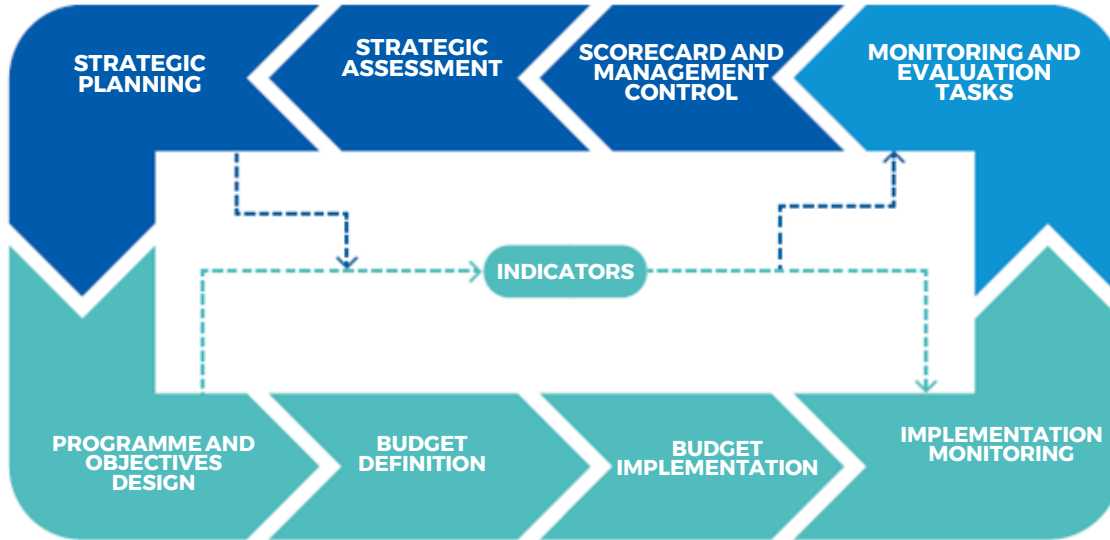 STRATEGIC
PLANNING
STRATEGIC
ASSESSMENT
SCORECARD AND
MANAGEMENT
CONTROL
MONITORING AND
EVALUATION
TASKS
INDICATORS
PROGRAMME AND
OBJECTIVES
DESIGN
BUDGET
DEFINITION
BUDGET
IMPLEMENTATION
IMPLEMENTATION
MONITORING